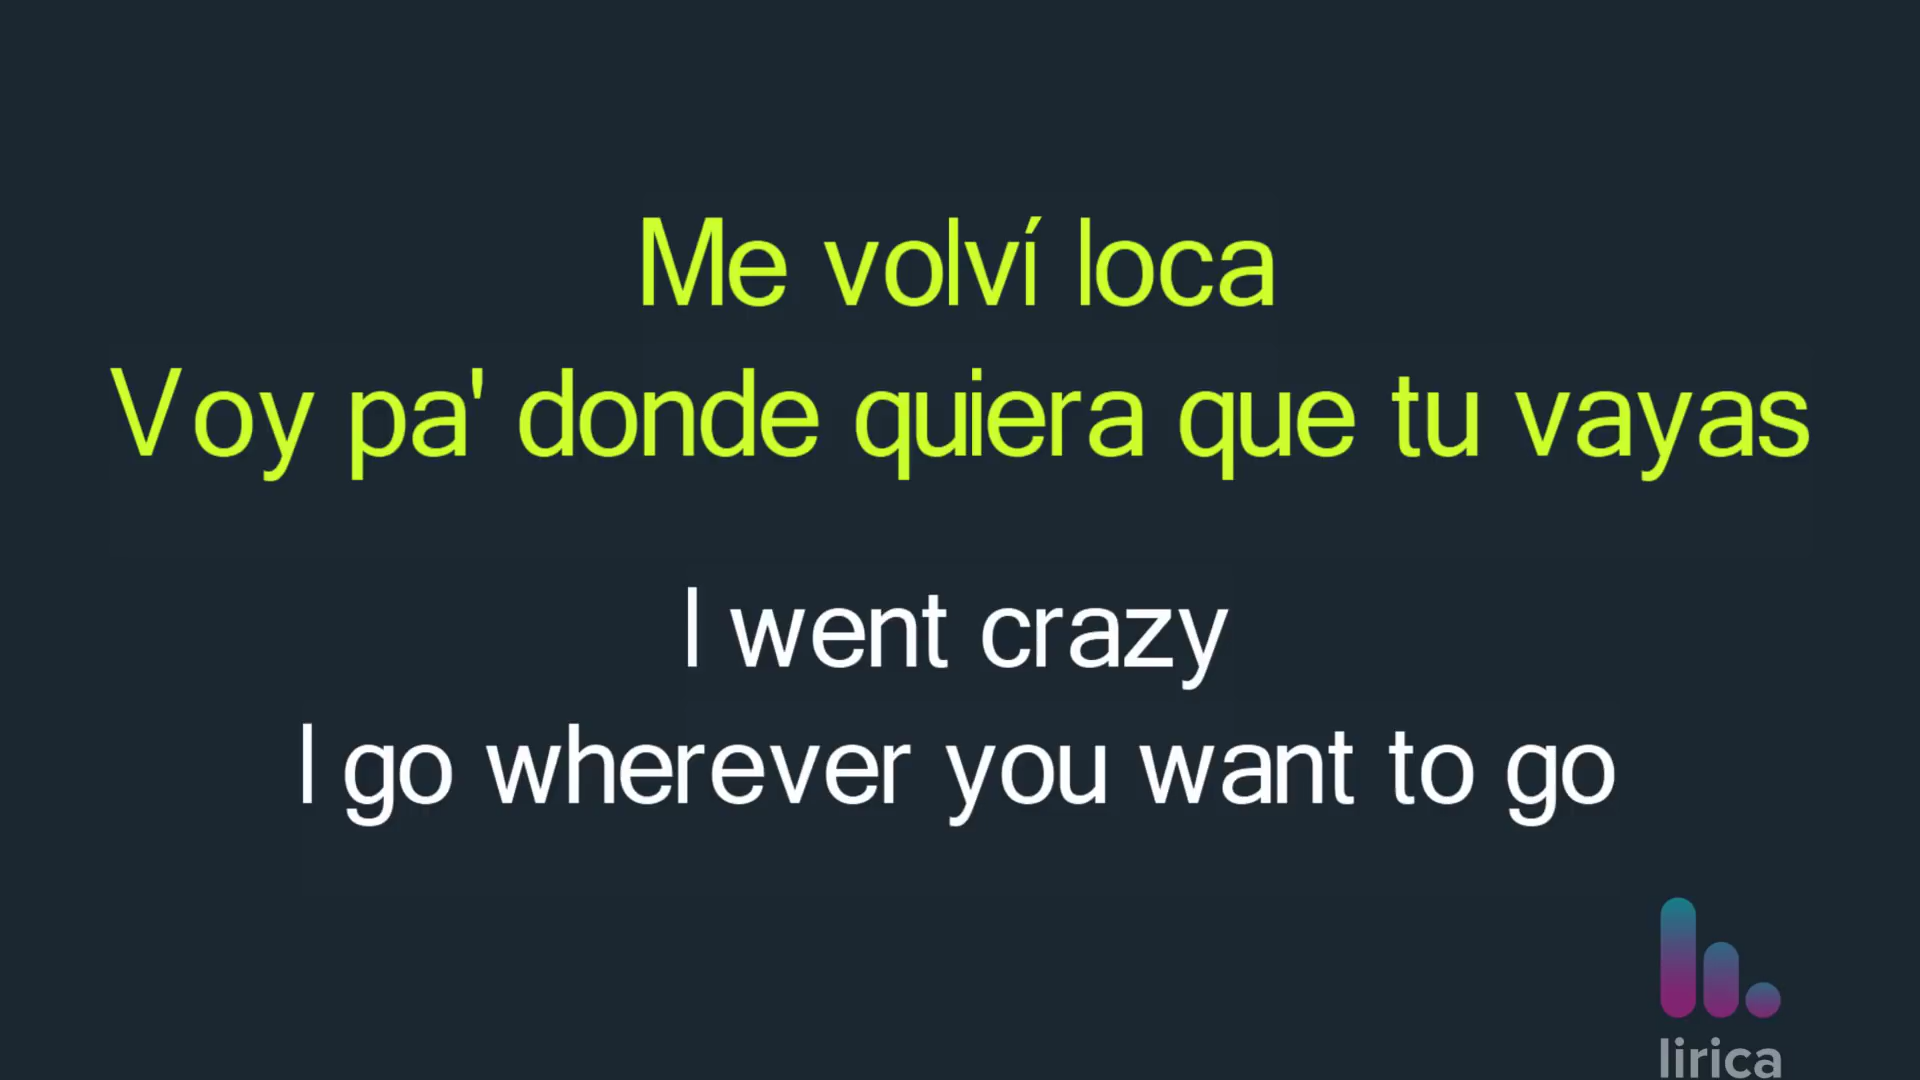 Me volví loca
Voy pa' donde quiera que tu vayas
I went crazy
I go wherever you want to go
lirica